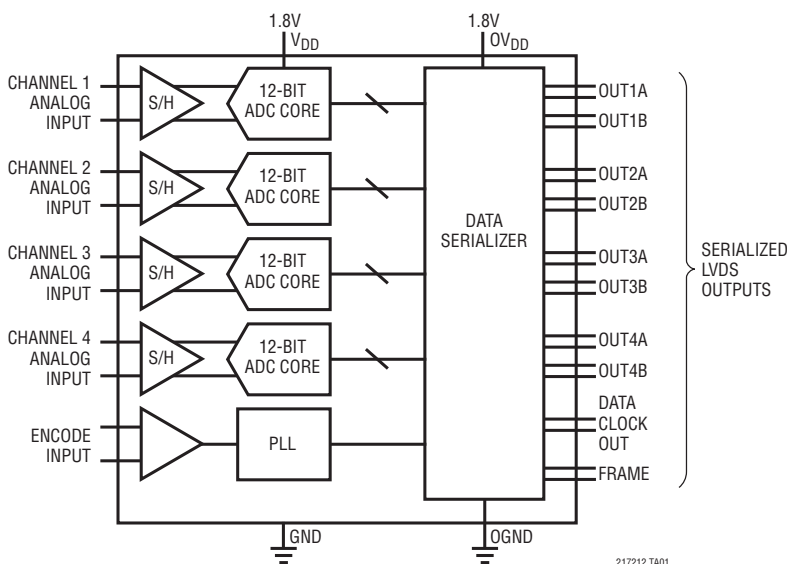 1.8V
V_DD
1.8V
OV_DD
CHANNEL 1
ANALOG
INPUT
S/H
12-BIT
ADC CORE
CHANNEL 2
ANALOG
INPUT
S/H
12-BIT
ADC CORE
CHANNEL 3
ANALOG
INPUT
S/H
12-BIT
ADC CORE
CHANNEL 4
ANALOG
INPUT
S/H
12-BIT
ADC CORE
ENCODE
INPUT
PLL
DATA
SERIALIZER
OUT1A
OUT1B
OUT2A
OUT2B
OUT3A
OUT3B
OUT4A
OUT4B
DATA
CLOCK
OUT
FRAME
SERIALIZED
LVDS
OUTPUTS
GND
OGND
217212 TA01